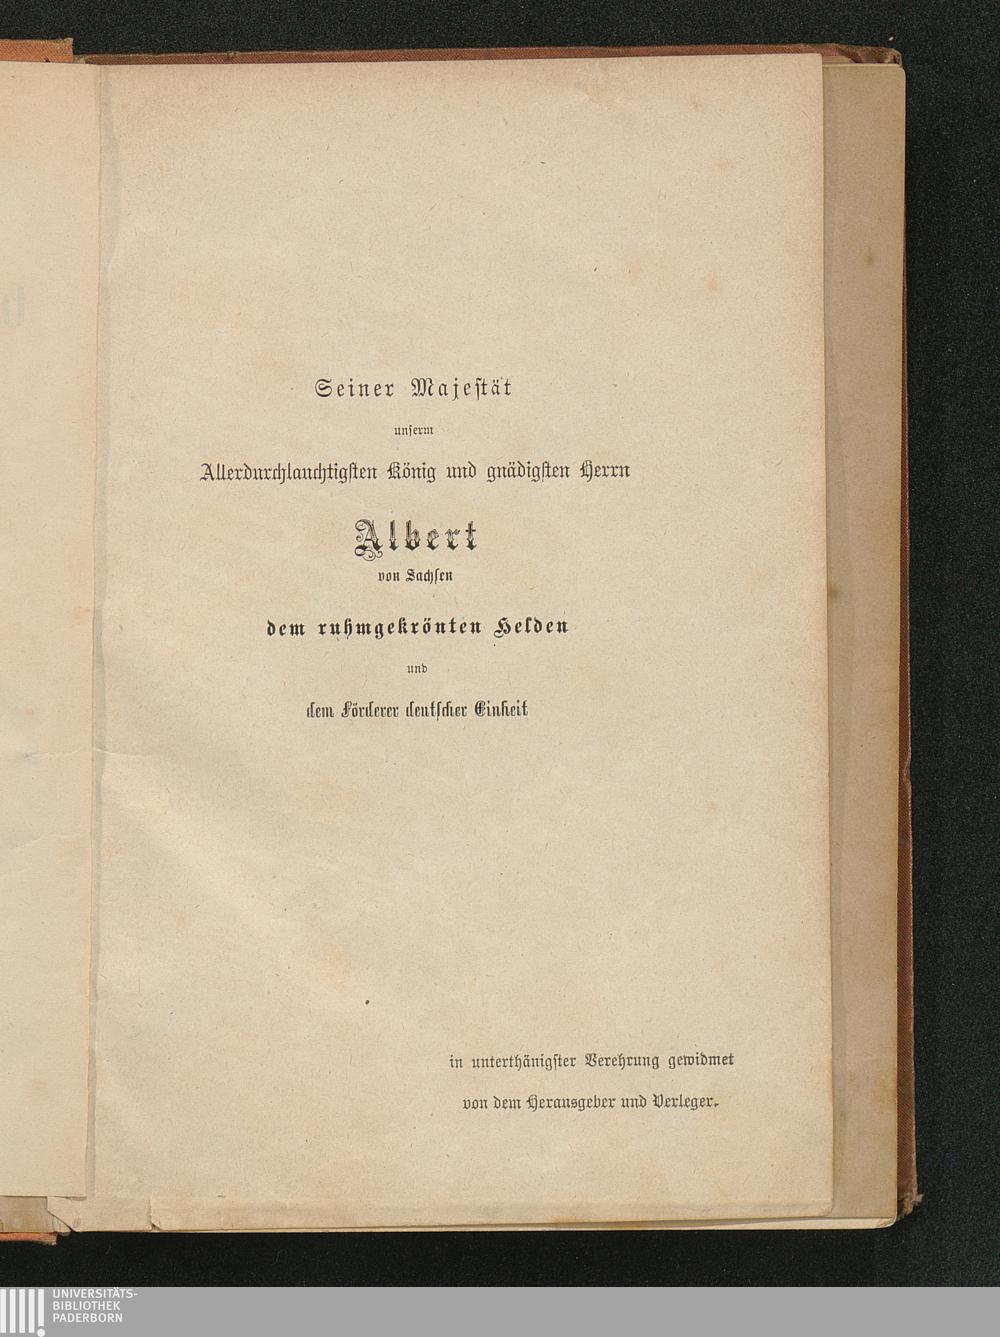 Seiner Majestät
unserm
Allerdurchlauchtigsten König und gnädigsten Herrn
Albert
von Sachsen
dem ruhmgekrönten Helden
und
dem Förderer deutscher Einheit
in unterthänigster Verehrung gewidmet
von dem Herausgeber und Verleger.
UNIVERSITÄTS-
BIBLIOTHEK
PADERBORN